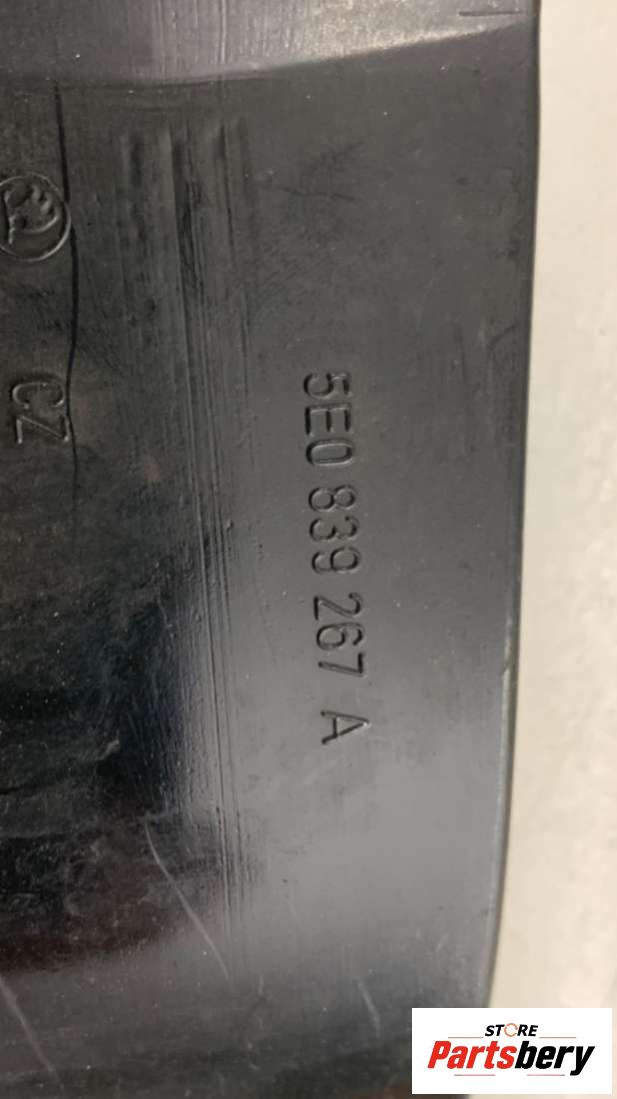 5E0 839 267 A
CZ
STORE
Partsbery